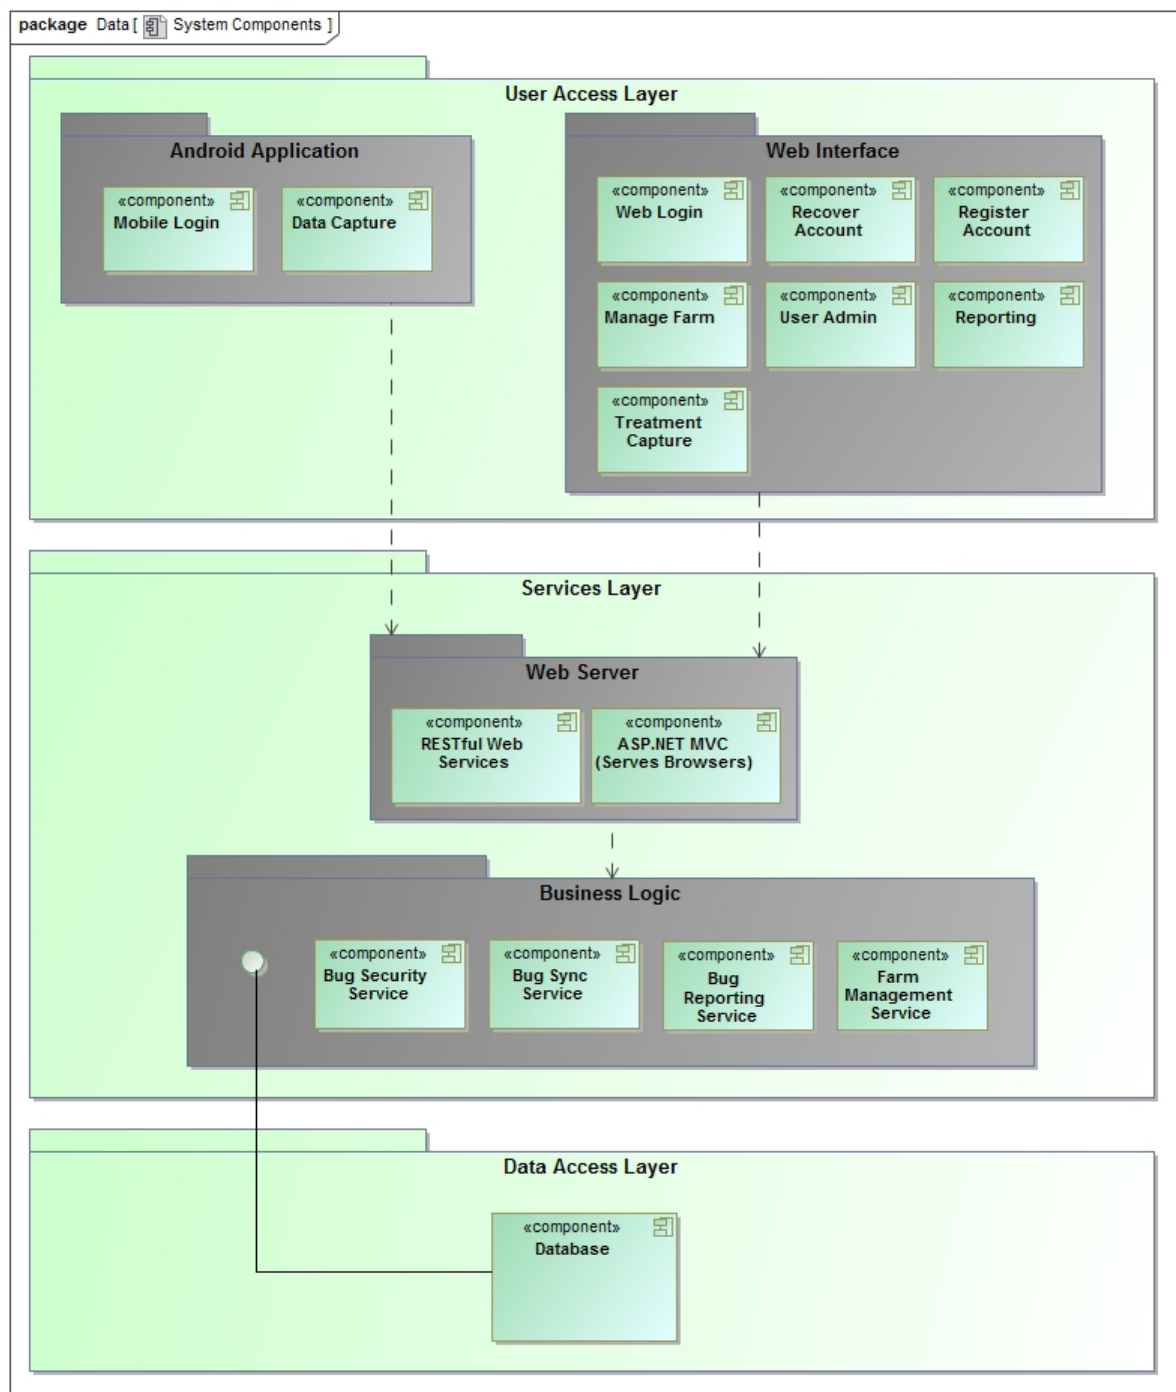 package Data [ System Components ]
User Access Layer
Android Application
«component»
Mobile Login
«component»
Data Capture
Web Interface
«component»
Web Login
«component»
Recover
Account
«component»
Register
Account
«component»
Manage Farm
«component»
User Admin
«component»
Reporting
«component»
Treatment
Capture
Services Layer
Web Server
«component»
RESTful Web
Services
«component»
ASP.NET MVC
(Serves Browsers)
Business Logic
«component»
Bug Security
Service
«component»
Bug Sync
Service
«component»
Bug
Reporting
Service
«component»
Farm
Management
Service
Data Access Layer
«component»
Database